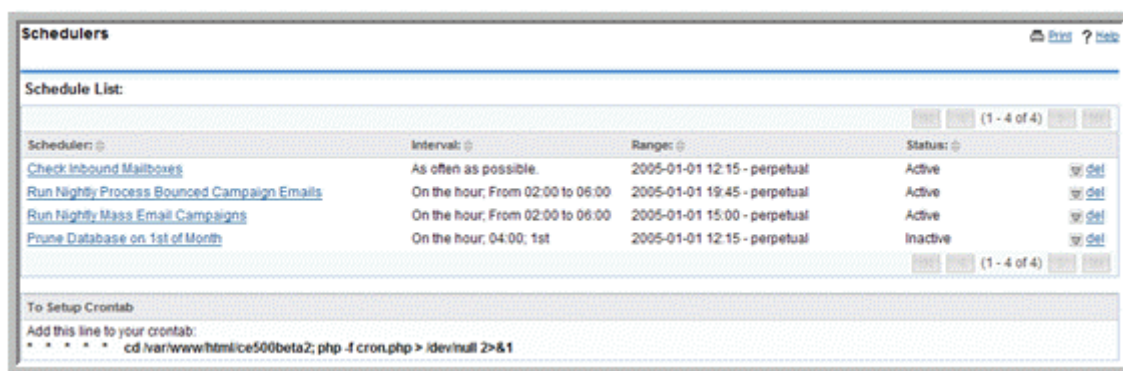 Schedulers
Print ? Help
Schedule List:
(1 - 4 of 4)
Scheduler: Interval: Range: Status:
Check Inbound Mailboxes As often as possible. 2005-01-01 12:15 - perpetual Active del
Run Nightly Process Bounced Campaign Emails On the hour; From 02:00 to 06:00 2005-01-01 19:45 - perpetual Active del
Run Nightly Mass Email Campaigns On the hour; From 02:00 to 06:00 2005-01-01 15:00 - perpetual Active del
Prune Database on 1st of Month On the hour; 04:00; 1st 2005-01-01 12:15 - perpetual Inactive del
(1 - 4 of 4)
To Setup Crontab
Add this line to your crontab:
* * * * * cd /var/www/html/ce500beta2; php -f cron.php > /dev/null 2>&1